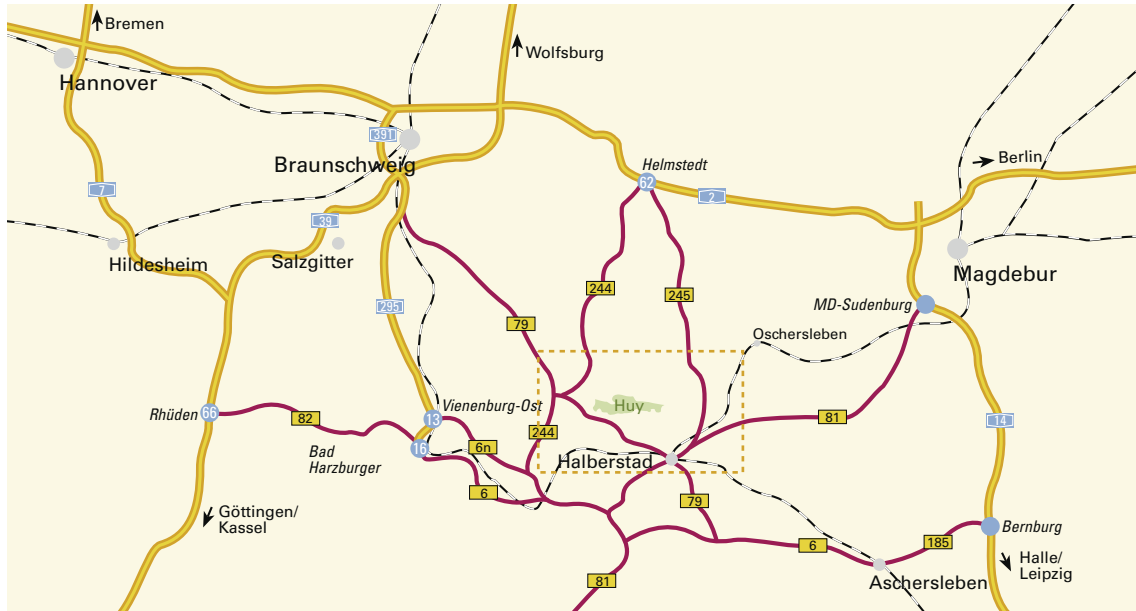 Bremen
Wolfsburg
Hannover
391
Braunschweig
Helmstedt
62
Berlin
7
2
39
Hildesheim
Salzgitter
Magdebur
295
244
245
MD-Sudenburg
79
Oschersleben
Rhüden
66
82
13
Vienenburg-Ost
Huy
81
14
Bad
Harzburger
16
6n
244
Halberstad
6
79
Göttingen/
Kassel
6
185
Bernburg
81
Aschersleben
Halle/
Leipzig